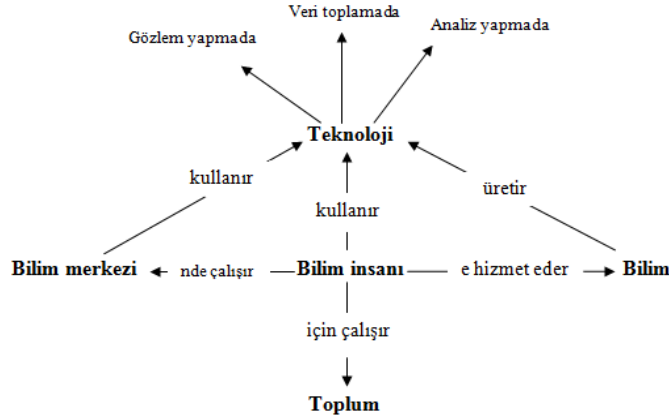 Veri toplamada
Gözlem yapmada
Analiz yapmada
Teknoloji
kullanır
üretir
kullanır
Bilim merkezi
nde çalışır
Bilim insanı
e hizmet eder
Bilim
için çalışır
Toplum